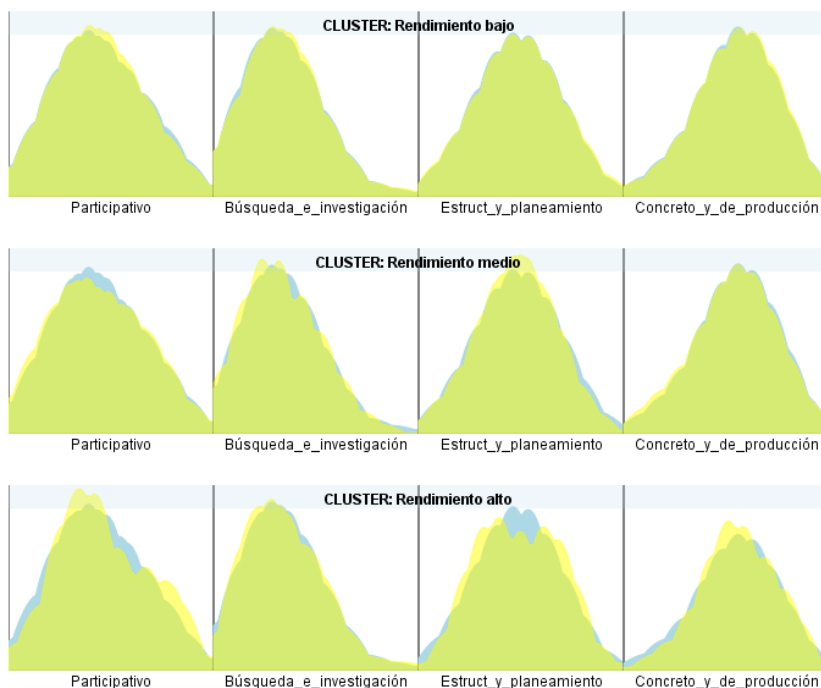 CLUSTER: Rendimiento bajo
Participativo Búsqueda_e_investigación Estruct_y_planeamiento Concreto_y_de_producción
CLUSTER: Rendimiento medio
Participativo Búsqueda_e_investigación Estruct_y_planeamiento Concreto_y_de_producción
CLUSTER: Rendimiento alto
Participativo Búsqueda_e_investigación Estruct_y_planeamiento Concreto_y_de_producción